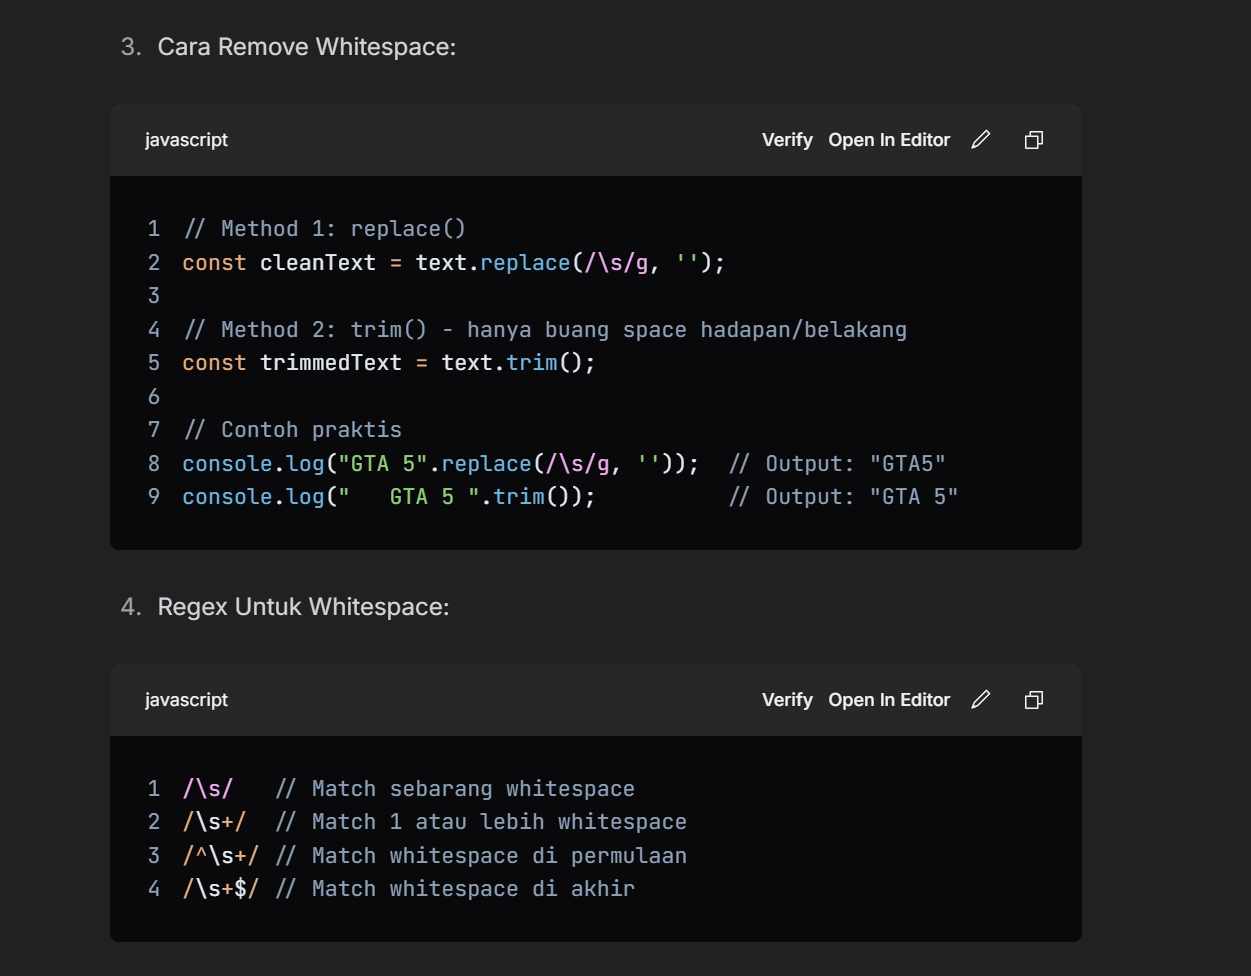 3. Cara Remove Whitespace:
javascript
Verify Open In Editor
1 // Method 1: replace()
2 const cleanText = text.replace(/\s/g, '');
3
4 // Method 2: trim() - hanya buang space hadapan/belakang
5 const trimmedText = text.trim();
6
7 // Contoh praktis
8 console.log("GTA 5".replace(/\s/g, ''));  // Output: "GTA5"
9 console.log("   GTA 5 ".trim());          // Output: "GTA 5"
4. Regex Untuk Whitespace:
javascript
Verify Open In Editor
1 /\s/   // Match sebarang whitespace
2 /\s+/  // Match 1 atau lebih whitespace
3 /^\s+/ // Match whitespace di permulaan
4 /\s+$/ // Match whitespace di akhir